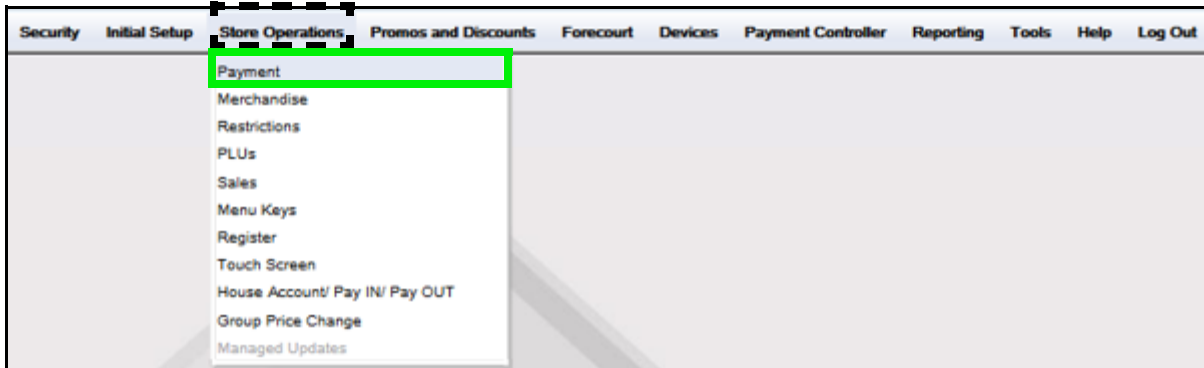 Security Initial Setup Store Operations Promos and Discounts Forecourt Devices Payment Controller Reporting Tools Help Log Out
Payment
Merchandise
Restrictions
PLUs
Sales
Menu Keys
Register
Touch Screen
House Account/ Pay IN/ Pay OUT
Group Price Change
Managed Updates